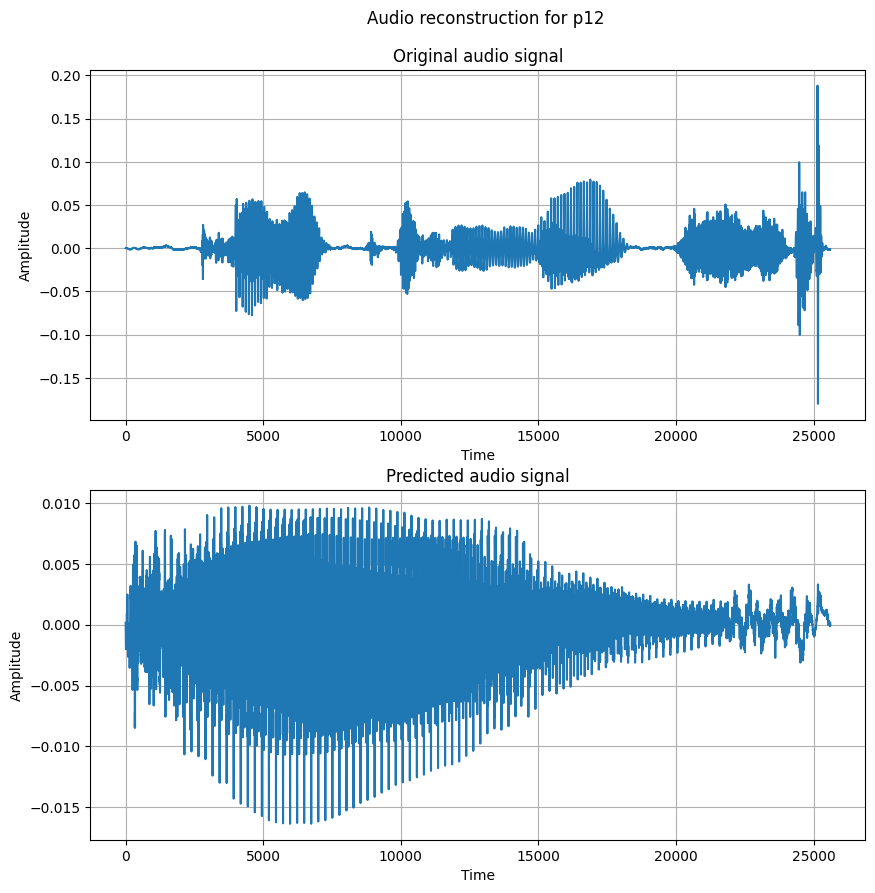 Audio reconstruction for p12
Original audio signal
0.20
0.15
0.10
0.05
0.00
−0.05
−0.10
−0.15
Amplitude
0 5000 10000 15000 20000 25000
Time
Predicted audio signal
0.010
0.005
0.000
−0.005
−0.010
−0.015
Amplitude
0 5000 10000 15000 20000 25000
Time